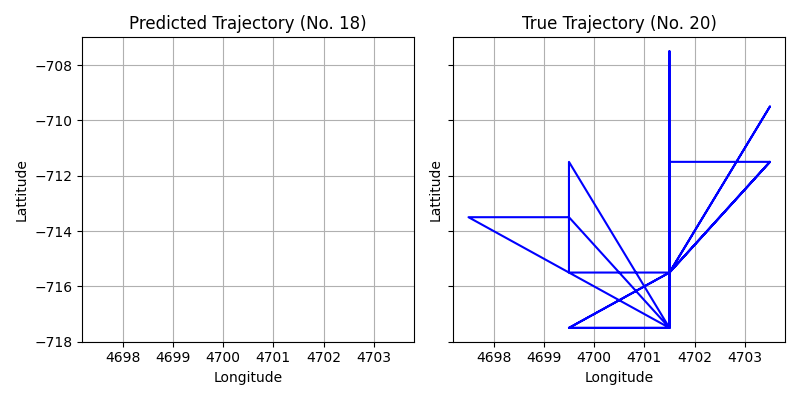 Predicted Trajectory (No. 18)
−708
−710
−712
−714
−716
−718
Lattitude
4698 4699 4700 4701 4702 4703
Longitude
True Trajectory (No. 20)
Lattitude
4698 4699 4700 4701 4702 4703
Longitude